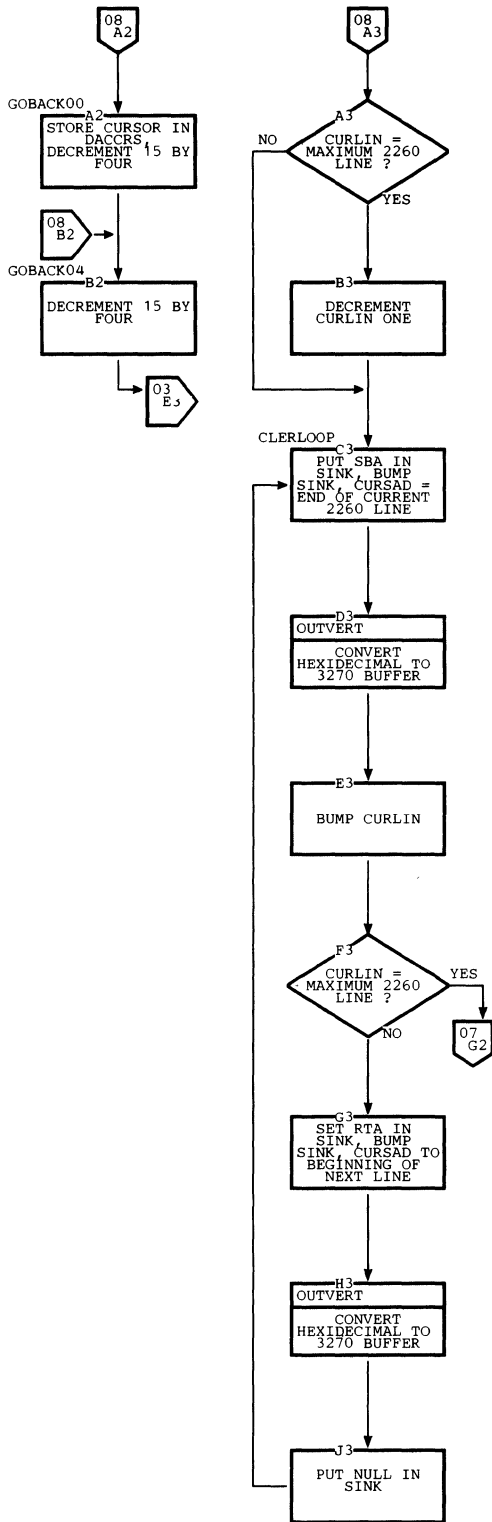 08
A2
GOBACK00
A2
STORE CURSOR IN
DACCRS,
DECREMENT 15 BY
FOUR
08
B2
GOBACK04
B2
DECREMENT 15 BY
FOUR
03
E3
08
A3
A3
NO
CURLIN =
MAXIMUM 2260
LINE ?
YES
B3
DECREMENT
CURLIN ONE
CLERLOOP
C3
PUT SBA IN
SINK, BUMP
SINK, CURSAD =
END OF CURRENT
2260 LINE
D3
OUTVERT
CONVERT
HEXIDECIMAL TO
3270 BUFFER
E3
BUMP CURLIN
F3
CURLIN =
MAXIMUM 2260
LINE ?
YES
NO
07
G2
G3
SET RTA IN
SINK, BUMP
SINK, CURSAD TO
BEGINNING OF
NEXT LINE
H3
OUTVERT
CONVERT
HEXIDECIMAL TO
3270 BUFFER
J3
PUT NULL IN
SINK